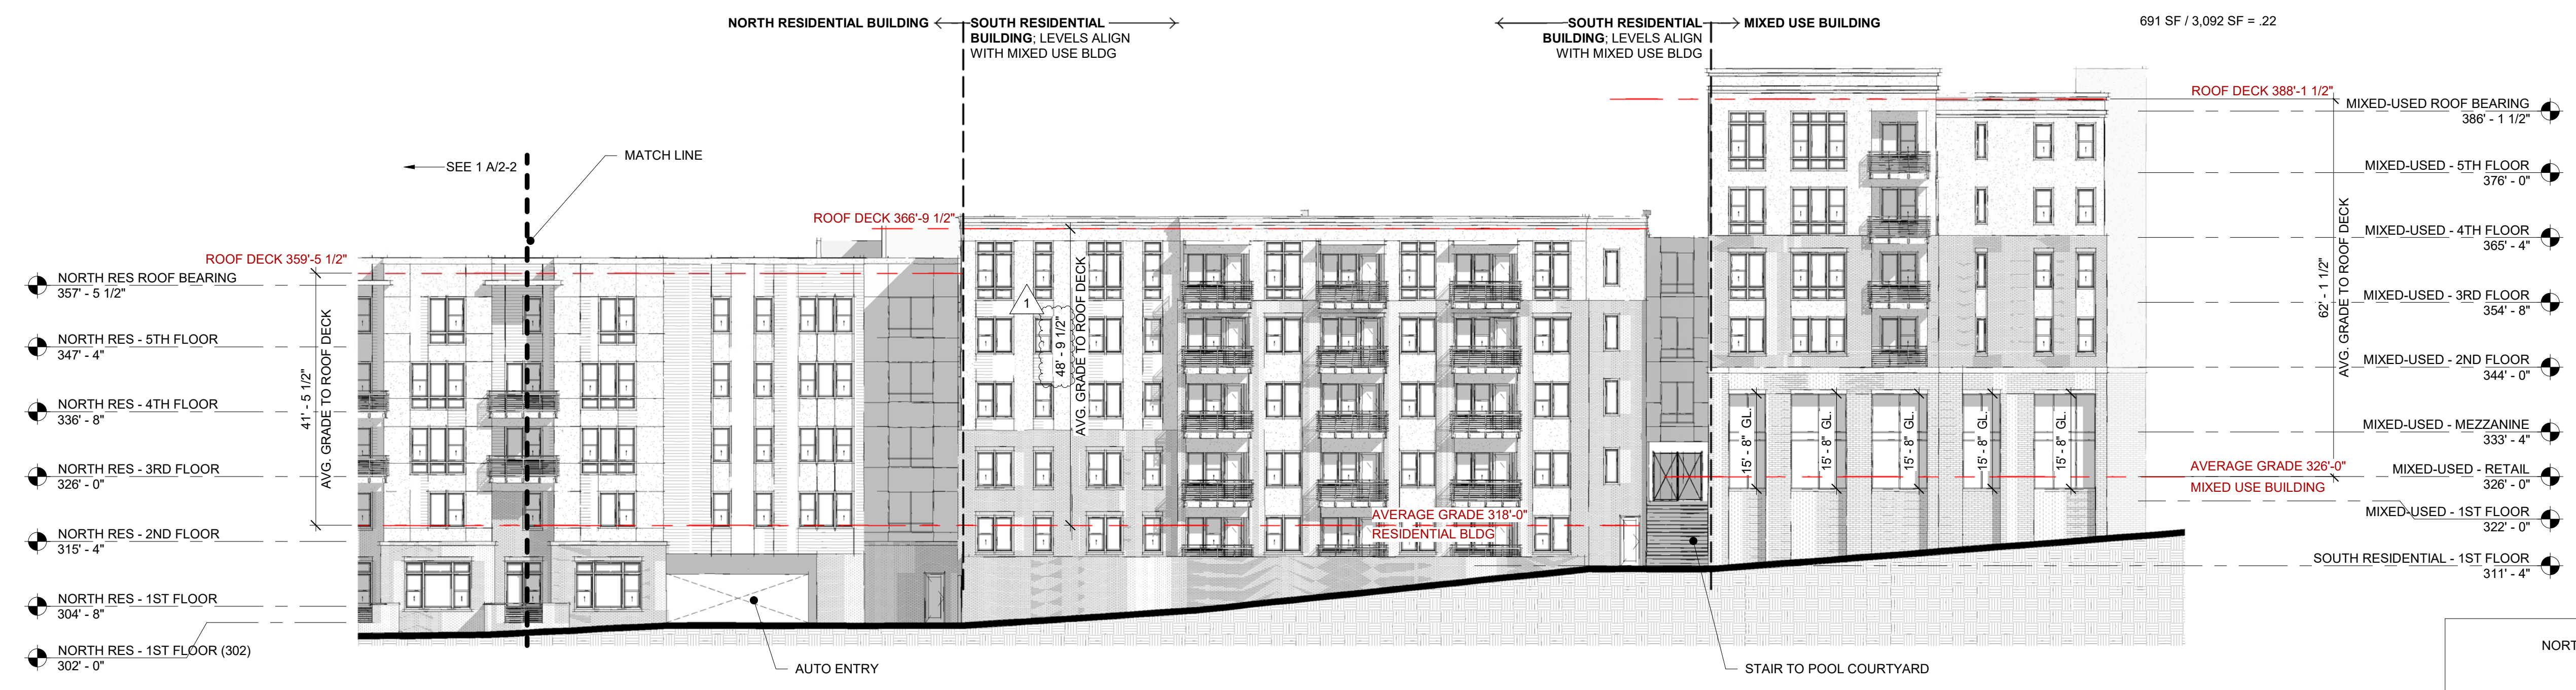 NORTH RESIDENTIAL BUILDING
SOUTH RESIDENTIAL
BUILDING; LEVELS ALIGN
WITH MIXED USE BLDG
SOUTH RESIDENTIAL
BUILDING; LEVELS ALIGN
WITH MIXED USE BLDG
MIXED USE BUILDING
691 SF / 3,092 SF = .22
SEE 1 A/2-2
MATCH LINE
ROOF DECK 359'-5 1/2"
ROOF DECK 366'-9 1/2"
ROOF DECK 388'-1 1/2"
NORTH RES ROOF BEARING
357' - 5 1/2"
NORTH RES - 5TH FLOOR
347' - 4"
NORTH RES - 4TH FLOOR
336' - 8"
NORTH RES - 3RD FLOOR
326' - 0"
NORTH RES - 2ND FLOOR
315' - 4"
NORTH RES - 1ST FLOOR
304' - 8"
NORTH RES - 1ST FLOOR (302)
302' - 0"
41' - 5 1/2"
AVG. GRADE TO ROOF DECK
1
48' - 9 1/2"
AVG. GRADE TO ROOF DECK
AVERAGE GRADE 318'-0"
RESIDENTIAL BLDG
15' - 8" GL.
15' - 8" GL.
15' - 8" GL.
15' - 8" GL.
15' - 8" GL.
AUTO ENTRY
STAIR TO POOL COURTYARD
62' - 1 1/2"
AVG. GRADE TO ROOF DECK
AVERAGE GRADE 326'-0"
MIXED USE BUILDING
MIXED-USED ROOF BEARING
386' - 1 1/2"
MIXED-USED - 5TH FLOOR
376' - 0"
MIXED-USED - 4TH FLOOR
365' - 4"
MIXED-USED - 3RD FLOOR
354' - 8"
MIXED-USED - 2ND FLOOR
344' - 0"
MIXED-USED - MEZZANINE
333' - 4"
MIXED-USED - RETAIL
326' - 0"
MIXED-USED - 1ST FLOOR
322' - 0"
SOUTH RESIDENTIAL - 1ST FLOOR
311' - 4"